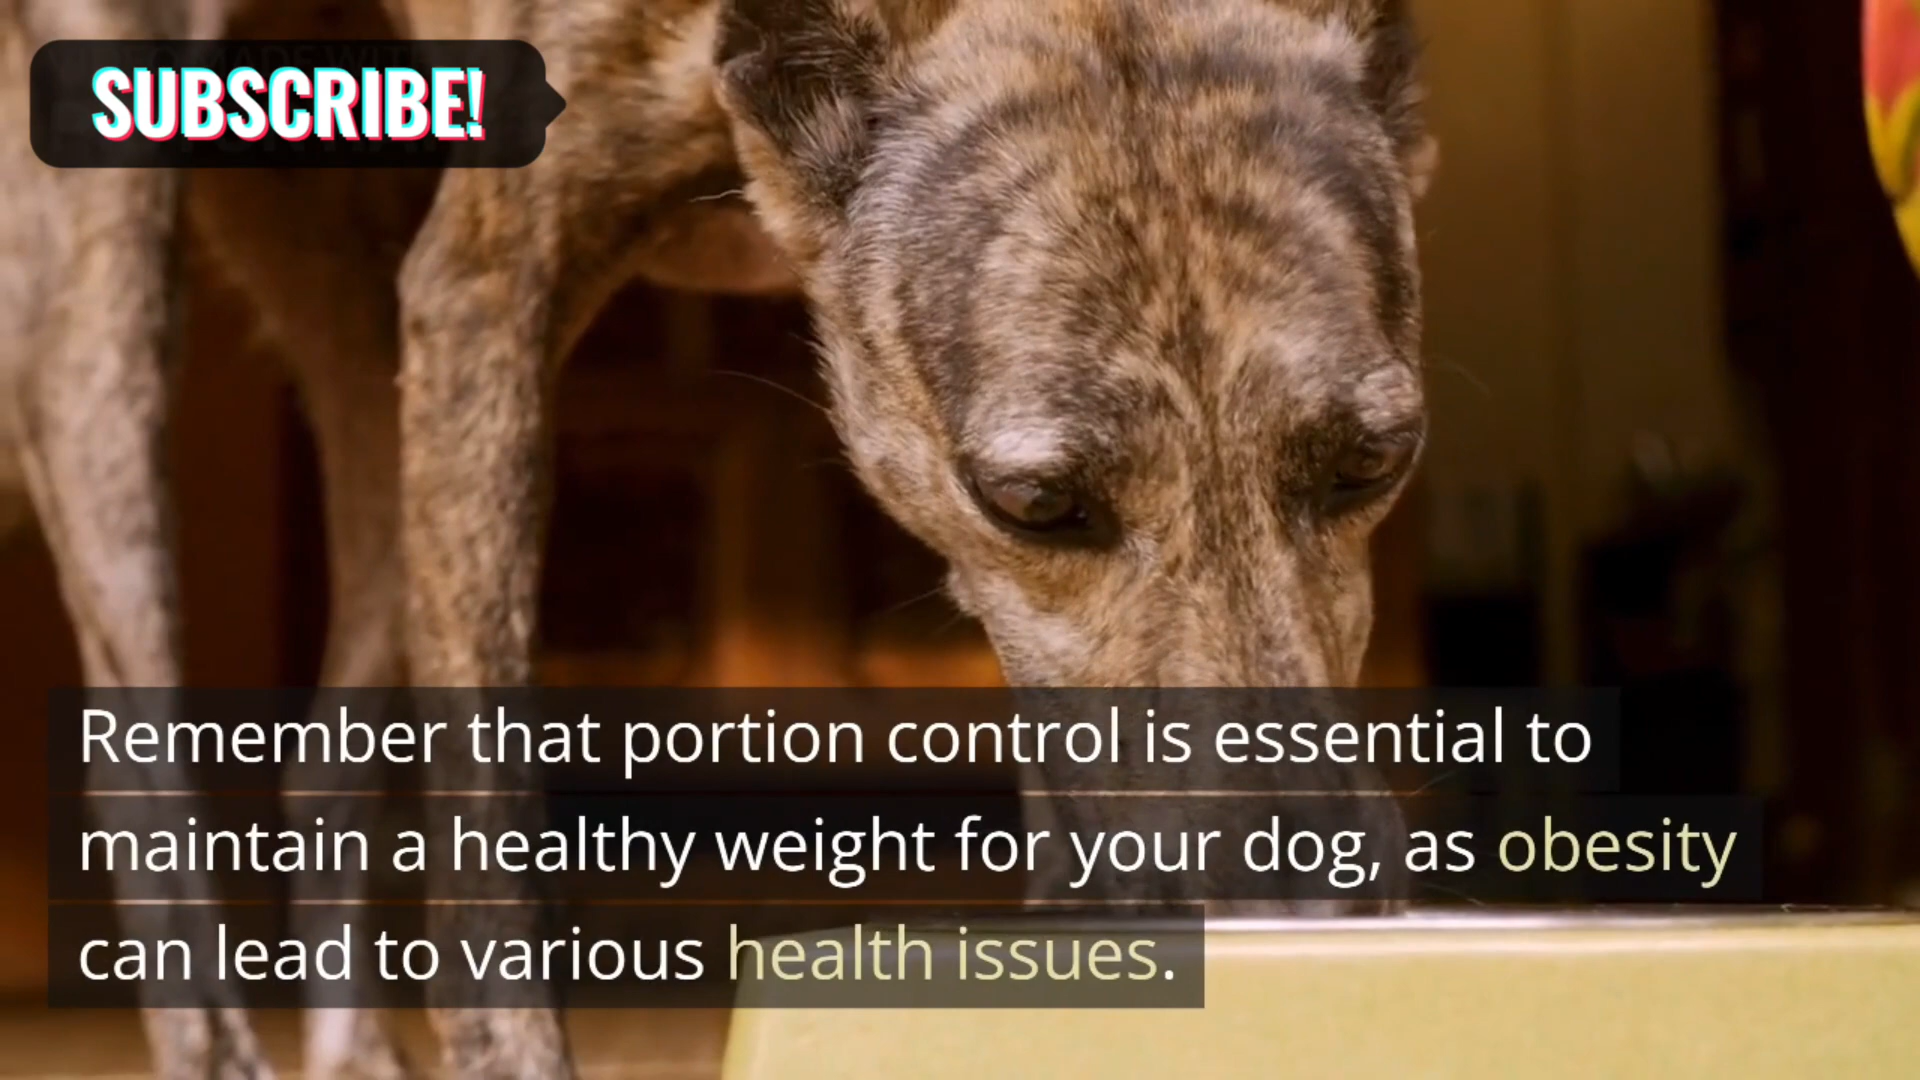 SUBSCRIBE!
Remember that portion control is essential to
maintain a healthy weight for your dog, as obesity
can lead to various health issues.